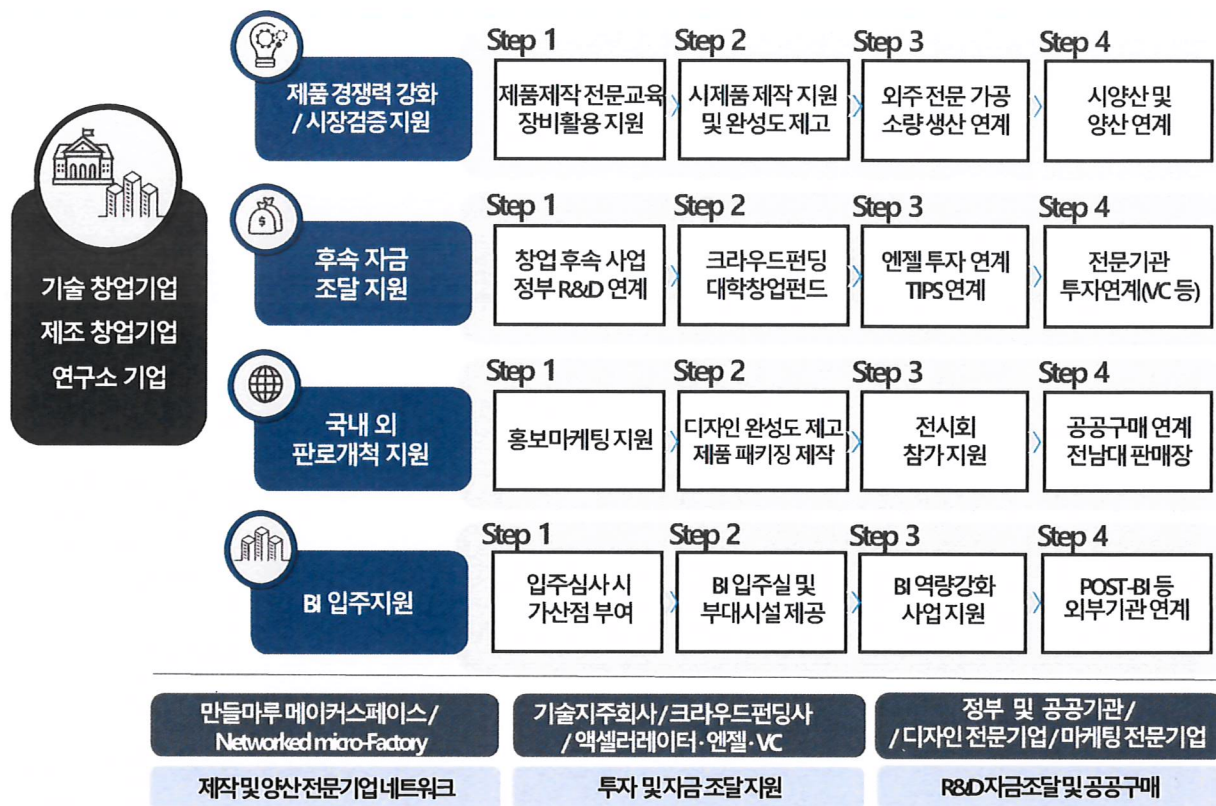 제품 경쟁력 강화
/ 시장검증 지원
Step 1
제품제작 전문교육
장비활용 지원
Step 2
시제품 제작 지원
및 완성도 제고
Step 3
외주 전문 가공
소량 생산 연계
Step 4
시양산 및
양산 연계
기술 창업기업
제조 창업기업
연구소 기업
후속 자금
조달 지원
Step 1
창업 후속 사업
정부 R&D 연계
Step 2
크라우드펀딩
대학창업펀드
Step 3
엔젤 투자 연계
TIPS 연계
Step 4
전문기관
투자연계(VC 등)
국내 외
판로개척 지원
Step 1
홍보마케팅 지원
Step 2
디자인 완성도 제고
제품 패키징 제작
Step 3
전시회
참가 지원
Step 4
공공구매 연계
전남대 판매장
BI 입주지원
Step 1
입주심사 시
가산점 부여
Step 2
BI 입주실 및
부대시설 제공
Step 3
BI 역량강화
사업 지원
Step 4
POST-BI 등
외부기관 연계
만들마루 메이커스페이스 /
Networked micro-Factory
기술지주회사 / 크라우드펀딩사
/ 액셀러레이터·엔젤·VC
정부 및 공공기관 /
/ 디자인 전문기업 / 마케팅 전문기업
제작 및 양산 전문기업 네트워크
투자 및 자금 조달 지원
R&D 자금조달 및 공공구매